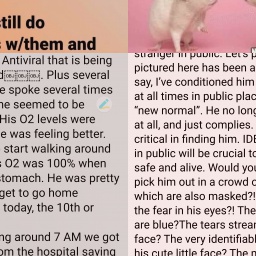 still do
w/them and
Antiviral that is being
Plus several
e spoke several times
he seemed to be
His O2 levels were
e was feeling better.
start walking around
s O2 was 100% when
stomach. He was pretty
get to go home
today, the 10th or
ng around 7 AM we got
from the hospital saying
stranger in public. Let's p
pictured here has been a
say, I've conditioned him
at all times in public place
"new normal". He no long
at all, and just complies.
critical in finding him. IDE
in public will be crucial to
safe and alive. Would you
pick him out in a crowd o
which are also masked?!
the fear in his eyes?! The
are blue?The tears stream
face? The very identifiabl
his cute little face? The n